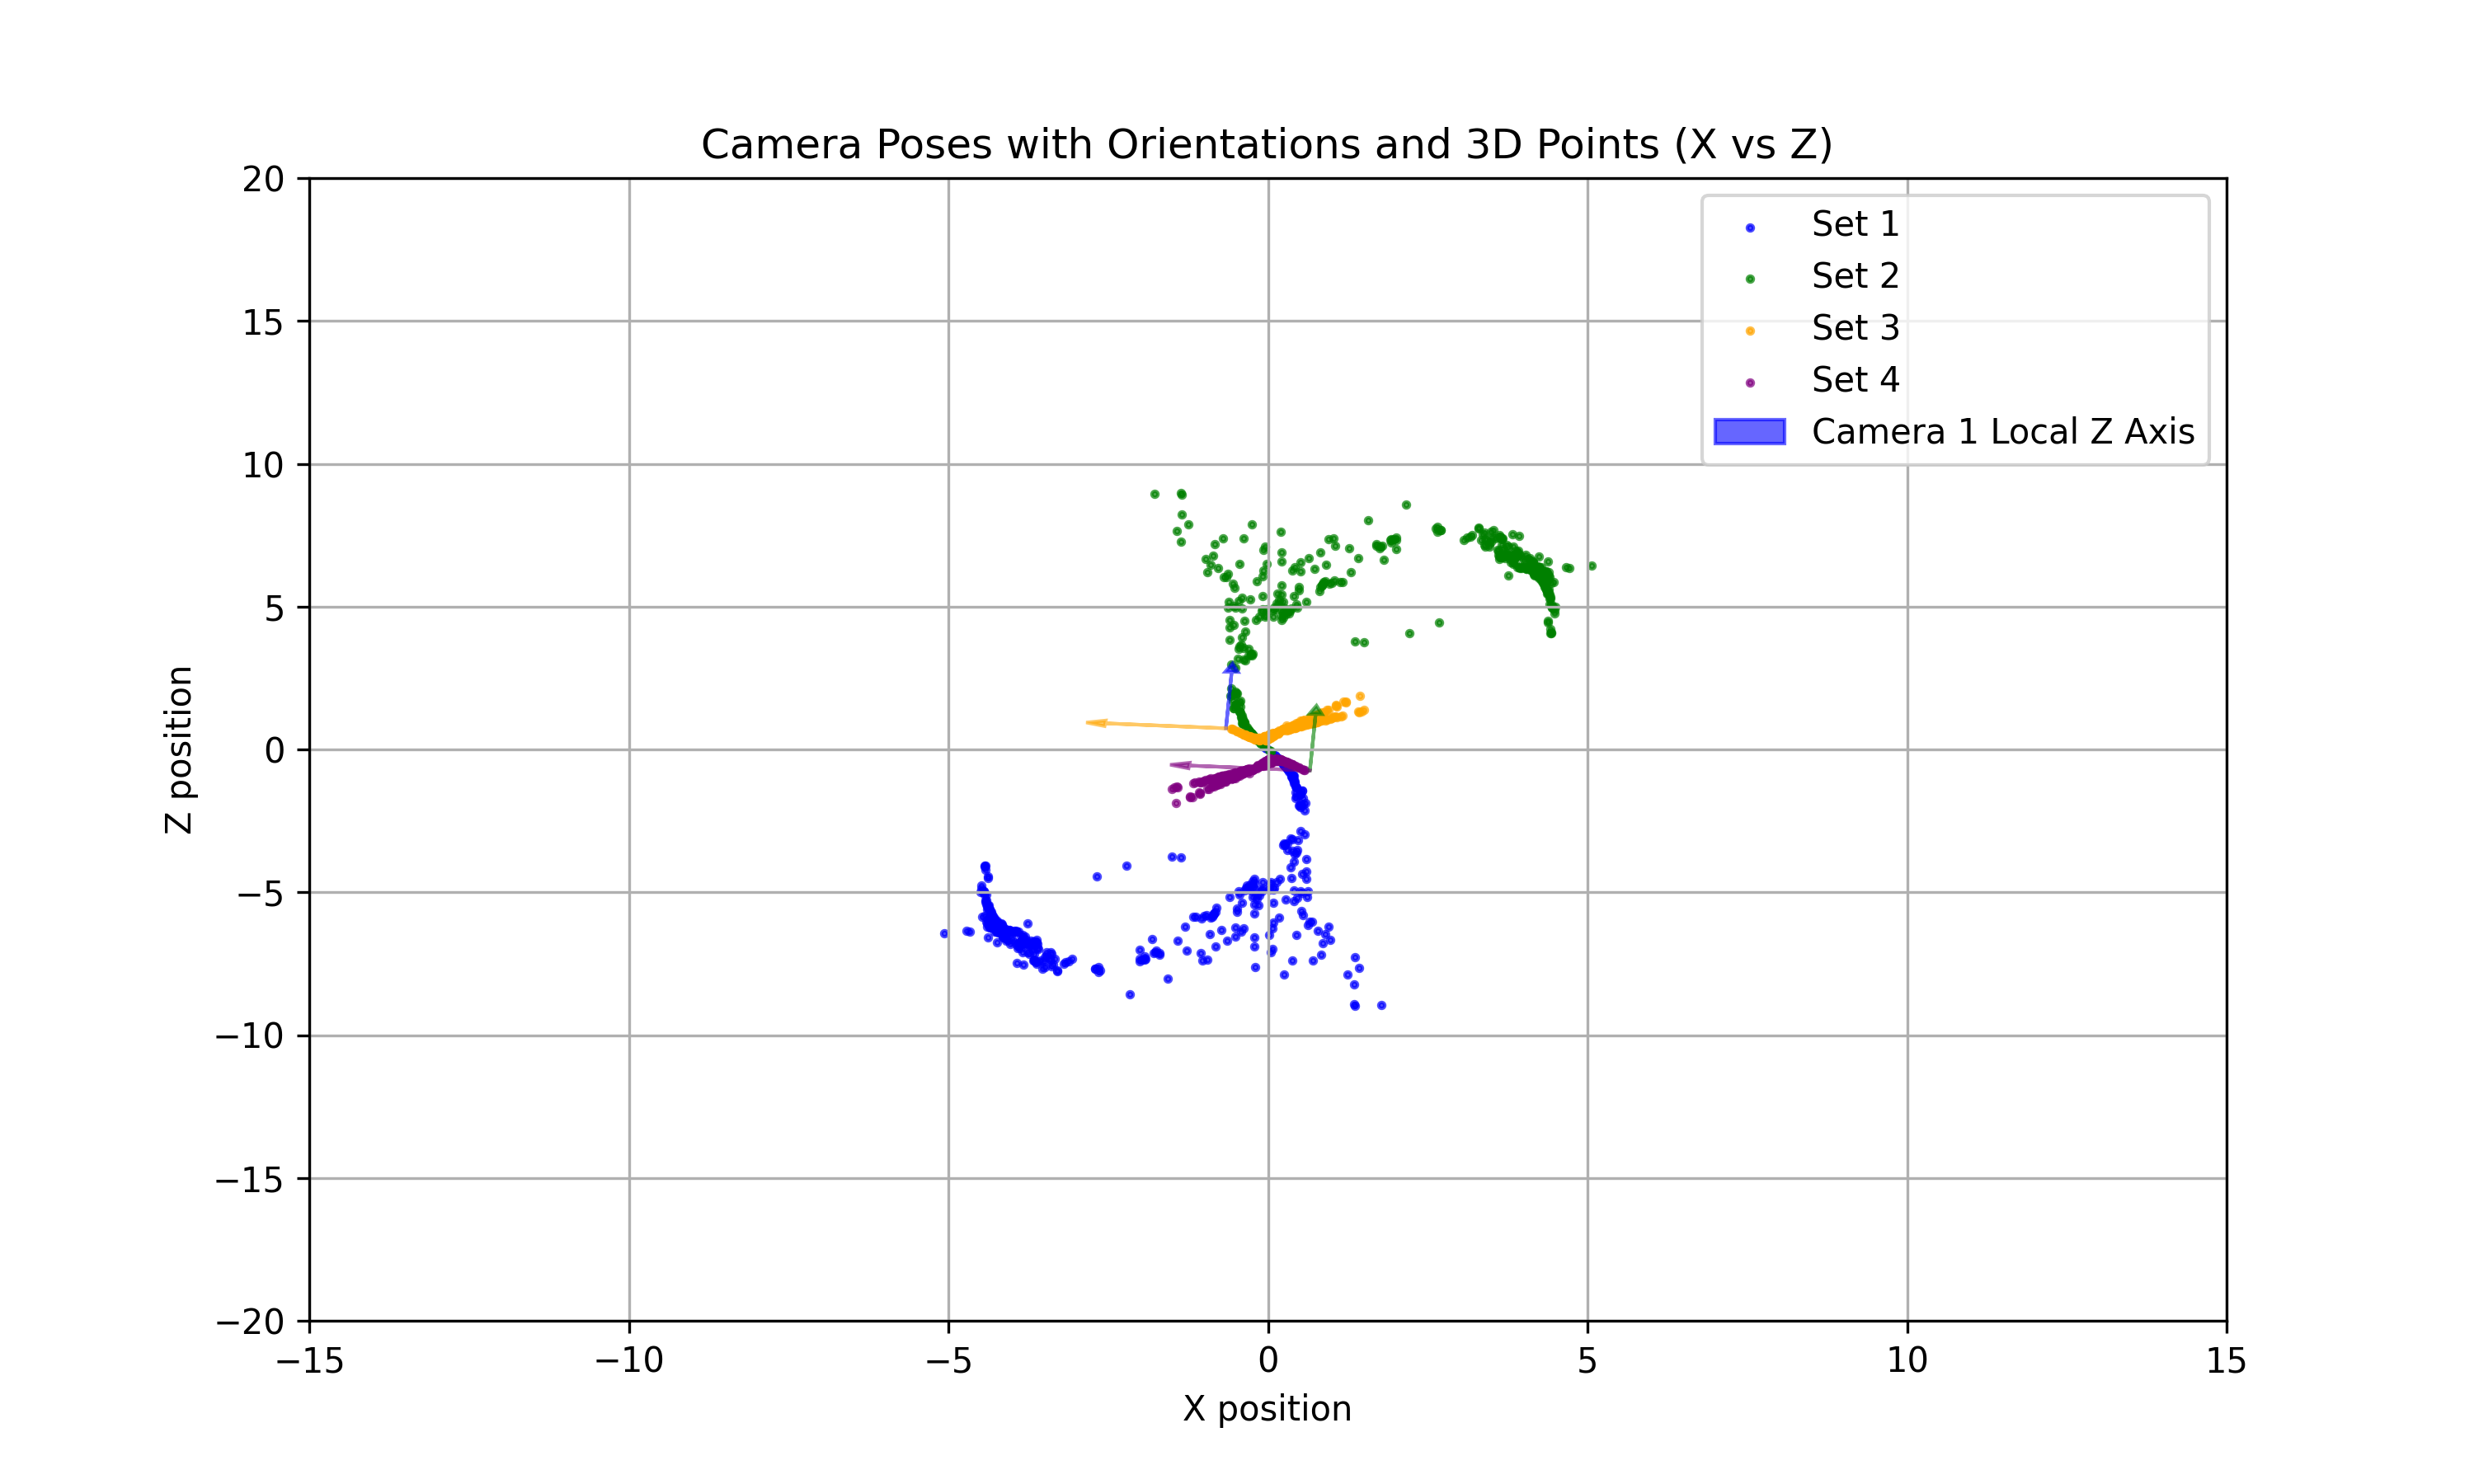 Camera Poses with Orientations and 3D Points (X vs Z)
20
15
10
5
0
−5
−10
−15
−20
Z position
Set 1
Set 2
Set 3
Set 4
Camera 1 Local Z Axis
−15
−10
−5
0
5
10
15
X position